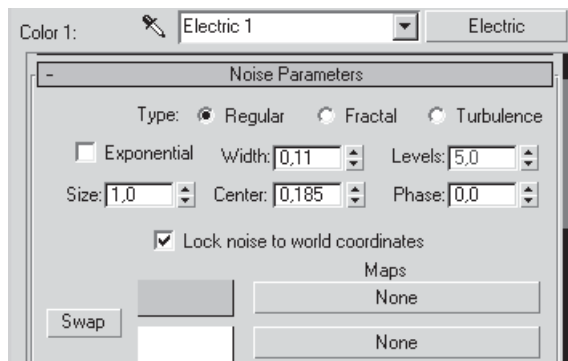 Color 1: Electric 1 Electric
- Noise Parameters
Type: Regular Fractal Turbulence
Exponential Width: 0,11 Levels: 5,0
Size: 1,0 Center: 0,185 Phase: 0,0
Lock noise to world coordinates
Maps
None
Swap
None